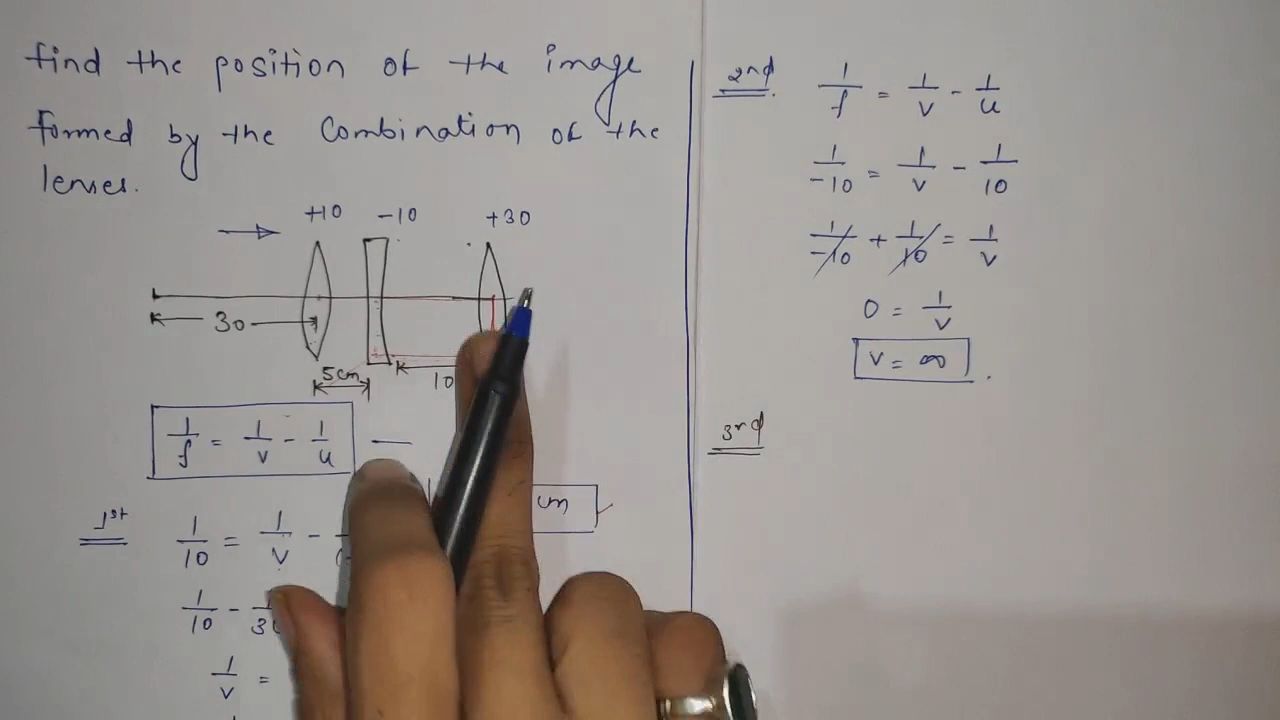 find the position of the image
formed by the Combination of the
lenses.
+10 -10 +30
30
5cm
10
1/f = 1/v - 1/u
1st
1/10 = 1/v -
1/10 -
1/v =
cm
2nd
1/f = 1/v - 1/u
1/-10 = 1/v - 1/10
1/-10 + 1/10 = 1/v
0 = 1/v
v = ∞
3rd